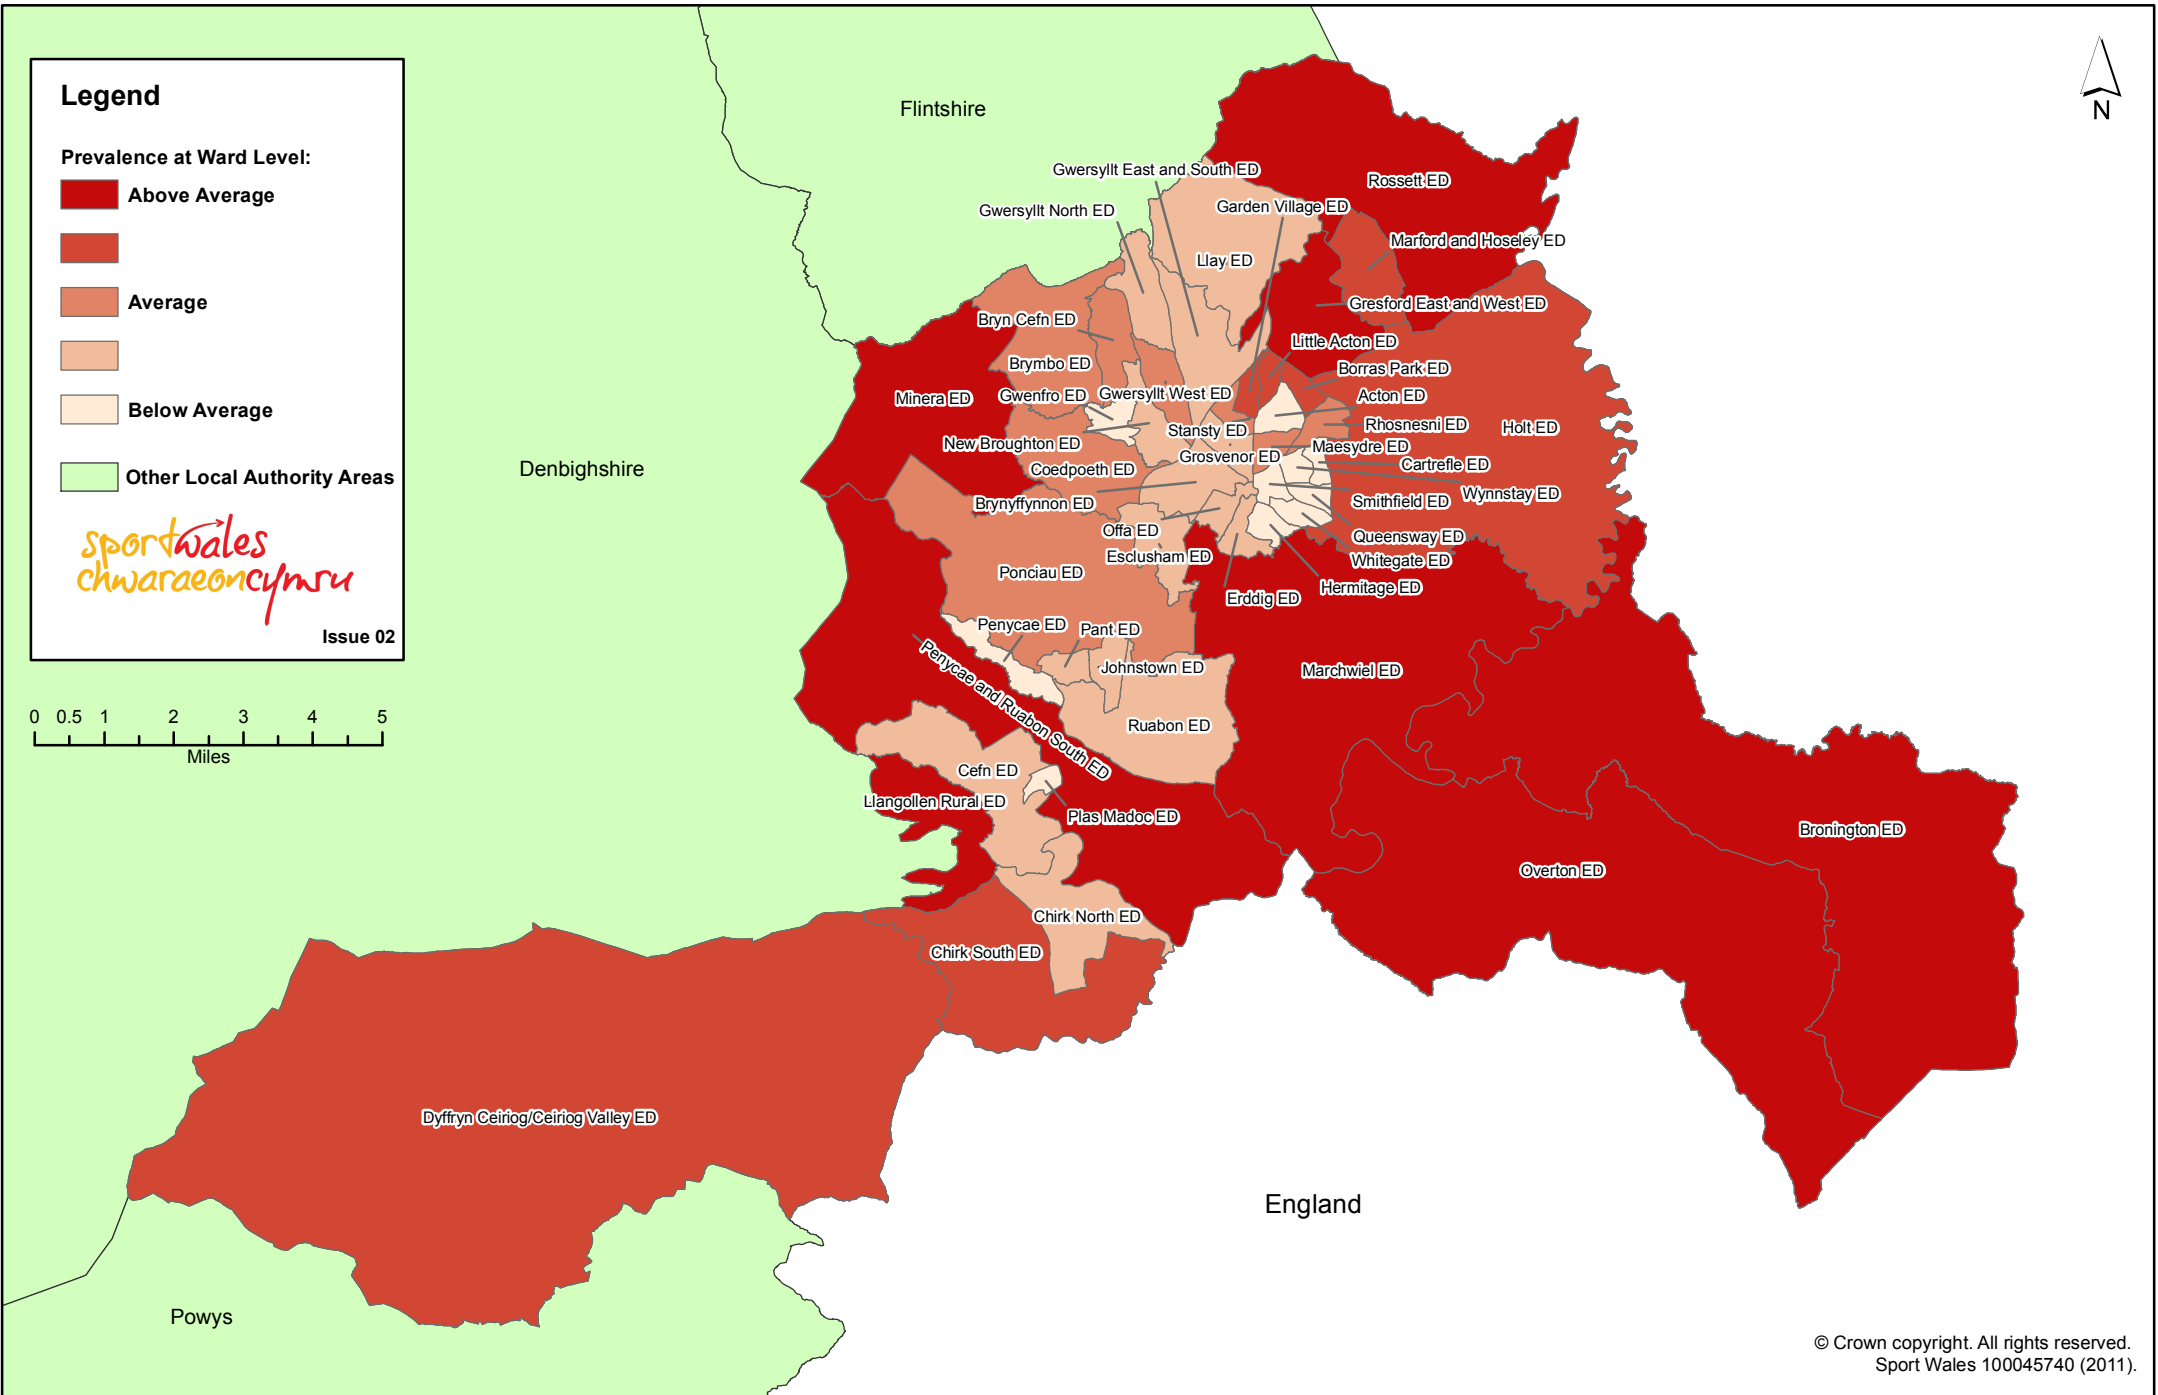 Legend
Prevalence at Ward Level:
Above Average
Average
Below Average
Other Local Authority Areas
sportwales
chwaraeoncymru
Issue 02
0 0.5 1 2 3 4 5
Miles
N
Flintshire
Denbighshire
Powys
England
Gwersyllt East and South ED
Rossett ED
Gwersyllt North ED
Garden Village ED
Marford and Hoseley ED
Llay ED
Gresford East and West ED
Bryn Cefn ED
Little Acton ED
Brymbo ED
Borras Park ED
Minera ED
Gwenfro ED
Gwersyllt West ED
Acton ED
Rhosnesni ED
Holt ED
New Broughton ED
Stansty ED
Maesydre ED
Grosvenor ED
Cartrefle ED
Coedpoeth ED
Wynnstay ED
Brynyffynnon ED
Smithfield ED
Offa ED
Queensway ED
Esclusham ED
Whitegate ED
Ponciau ED
Hermitage ED
Erddig ED
Penycae ED
Pant ED
Johnstown ED
Marchwiel ED
Penycae and Ruabon South ED
Ruabon ED
Cefn ED
Llangollen Rural ED
Plas Madoc ED
Bronington ED
Overton ED
Chirk North ED
Chirk South ED
Dyffryn Ceiriog/Ceiriog Valley ED
© Crown copyright. All rights reserved.
Sport Wales 100045740 (2011).